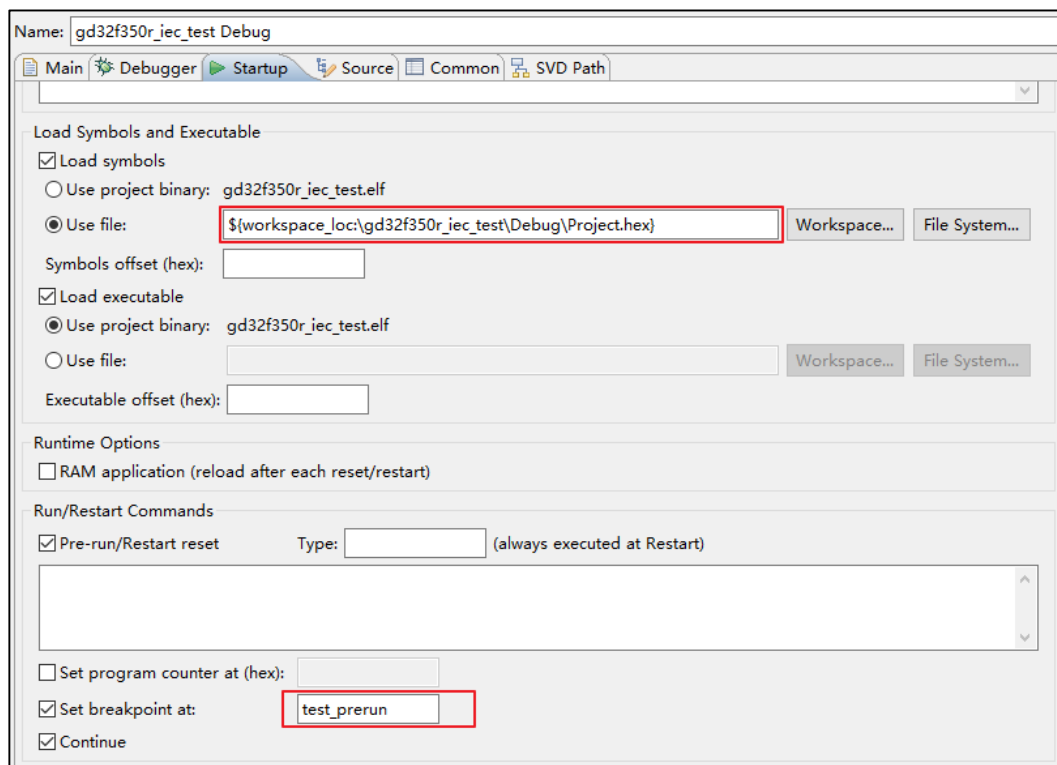 Name: gd32f350r_iec_test Debug
Main Debugger Startup Source Common SVD Path
Load Symbols and Executable
Load symbols
Use project binary: gd32f350r_iec_test.elf
Use file: ${workspace_loc:\gd32f350r_iec_test\Debug\Project.hex} Workspace... File System...
Symbols offset (hex):
Load executable
Use project binary: gd32f350r_iec_test.elf
Use file: Workspace... File System...
Executable offset (hex):
Runtime Options
RAM application (reload after each reset/restart)
Run/Restart Commands
Pre-run/Restart reset Type: (always executed at Restart)
Set program counter at (hex):
Set breakpoint at: test_prerun
Continue